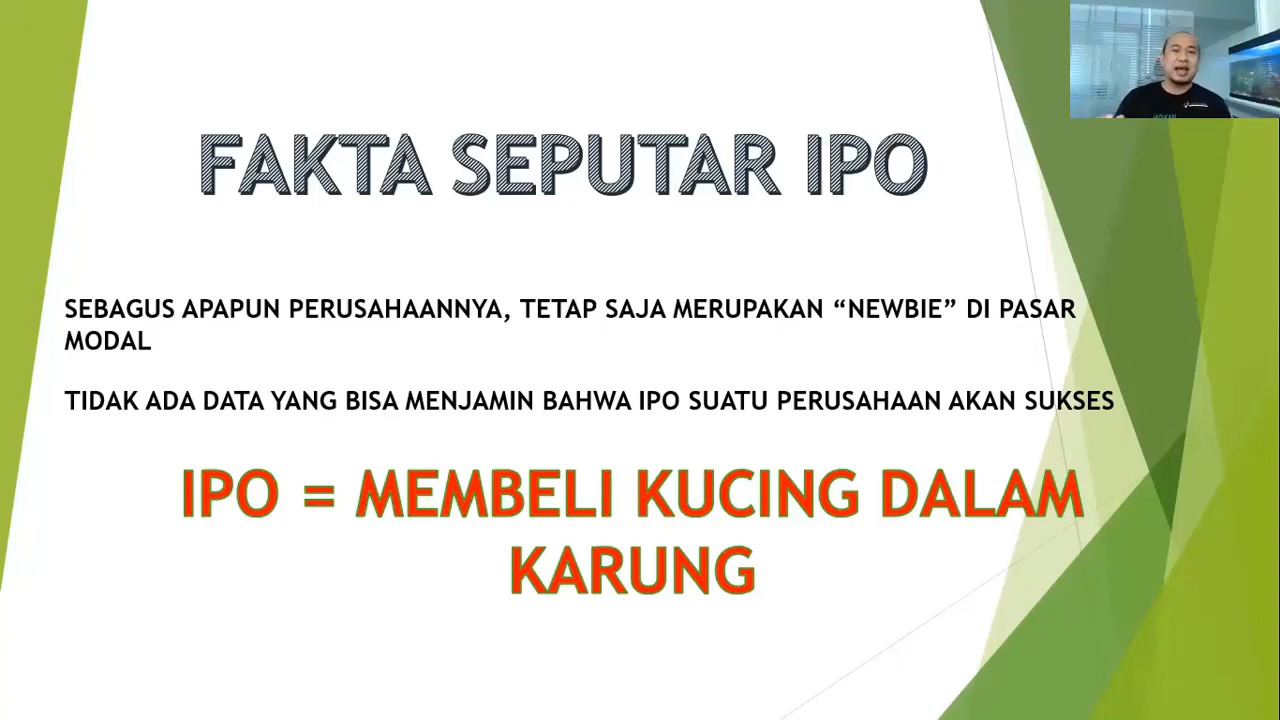 FAKTA SEPUTAR IPO
SEBAGUS APAPUN PERUSAHAANNYA, TETAP SAJA MERUPAKAN “NEWBIE” DI PASAR
MODAL
TIDAK ADA DATA YANG BISA MENJAMIN BAHWA IPO SUATU PERUSAHAAN AKAN SUKSES
IPO = MEMBELI KUCING DALAM
KARUNG